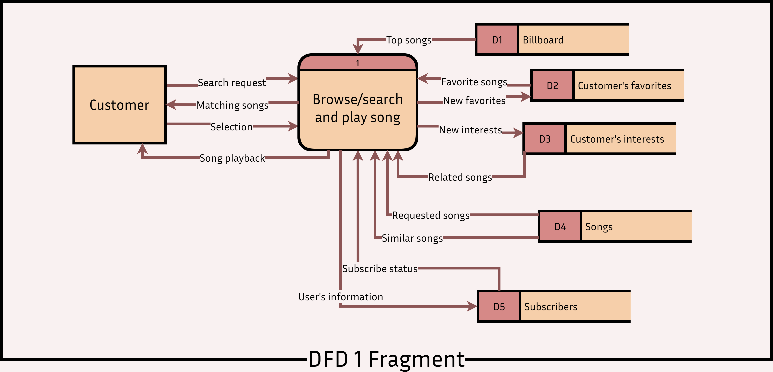 Top songs
D1
Billboard
1
Browse/search
and play song
Customer
Search request
Matching songs
Selection
Song playback
Favorite songs
New favorites
D2
Customer's favorites
New interests
D3
Customer's interests
Related songs
Requested songs
D4
Songs
Similar songs
Subscribe status
User's information
D5
Subscribers
DFD 1 Fragment